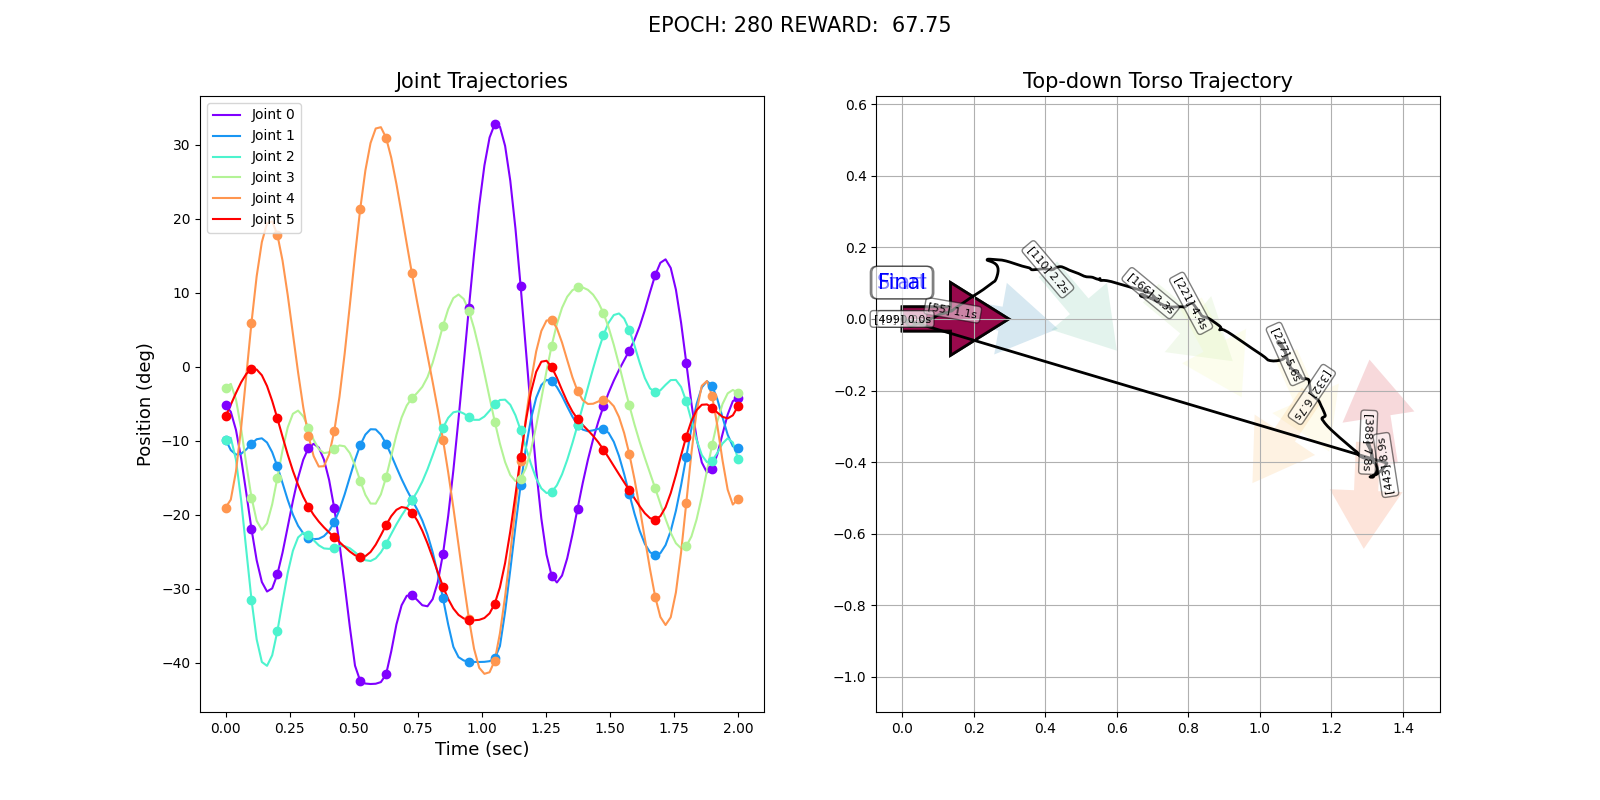 EPOCH: 280 REWARD:  67.75
Joint Trajectories
Joint 0
Joint 1
Joint 2
Joint 3
Joint 4
Joint 5
30
20
10
0
−10
−20
−30
−40
Position (deg)
0.00 0.25 0.50 0.75 1.00 1.25 1.50 1.75 2.00
Time (sec)
Top-down Torso Trajectory
0.6
0.4
0.2
0.0
−0.2
−0.4
−0.6
−0.8
−1.0
0.0 0.2 0.4 0.6 0.8 1.0 1.2 1.4
Final
[499] 0.0s
[55] 1.1s
[110] 2.2s
[166] 3.3s
[221] 4.4s
[277] 5.6s
[332] 6.7s
[388] 7.8s
[443] 8.9s